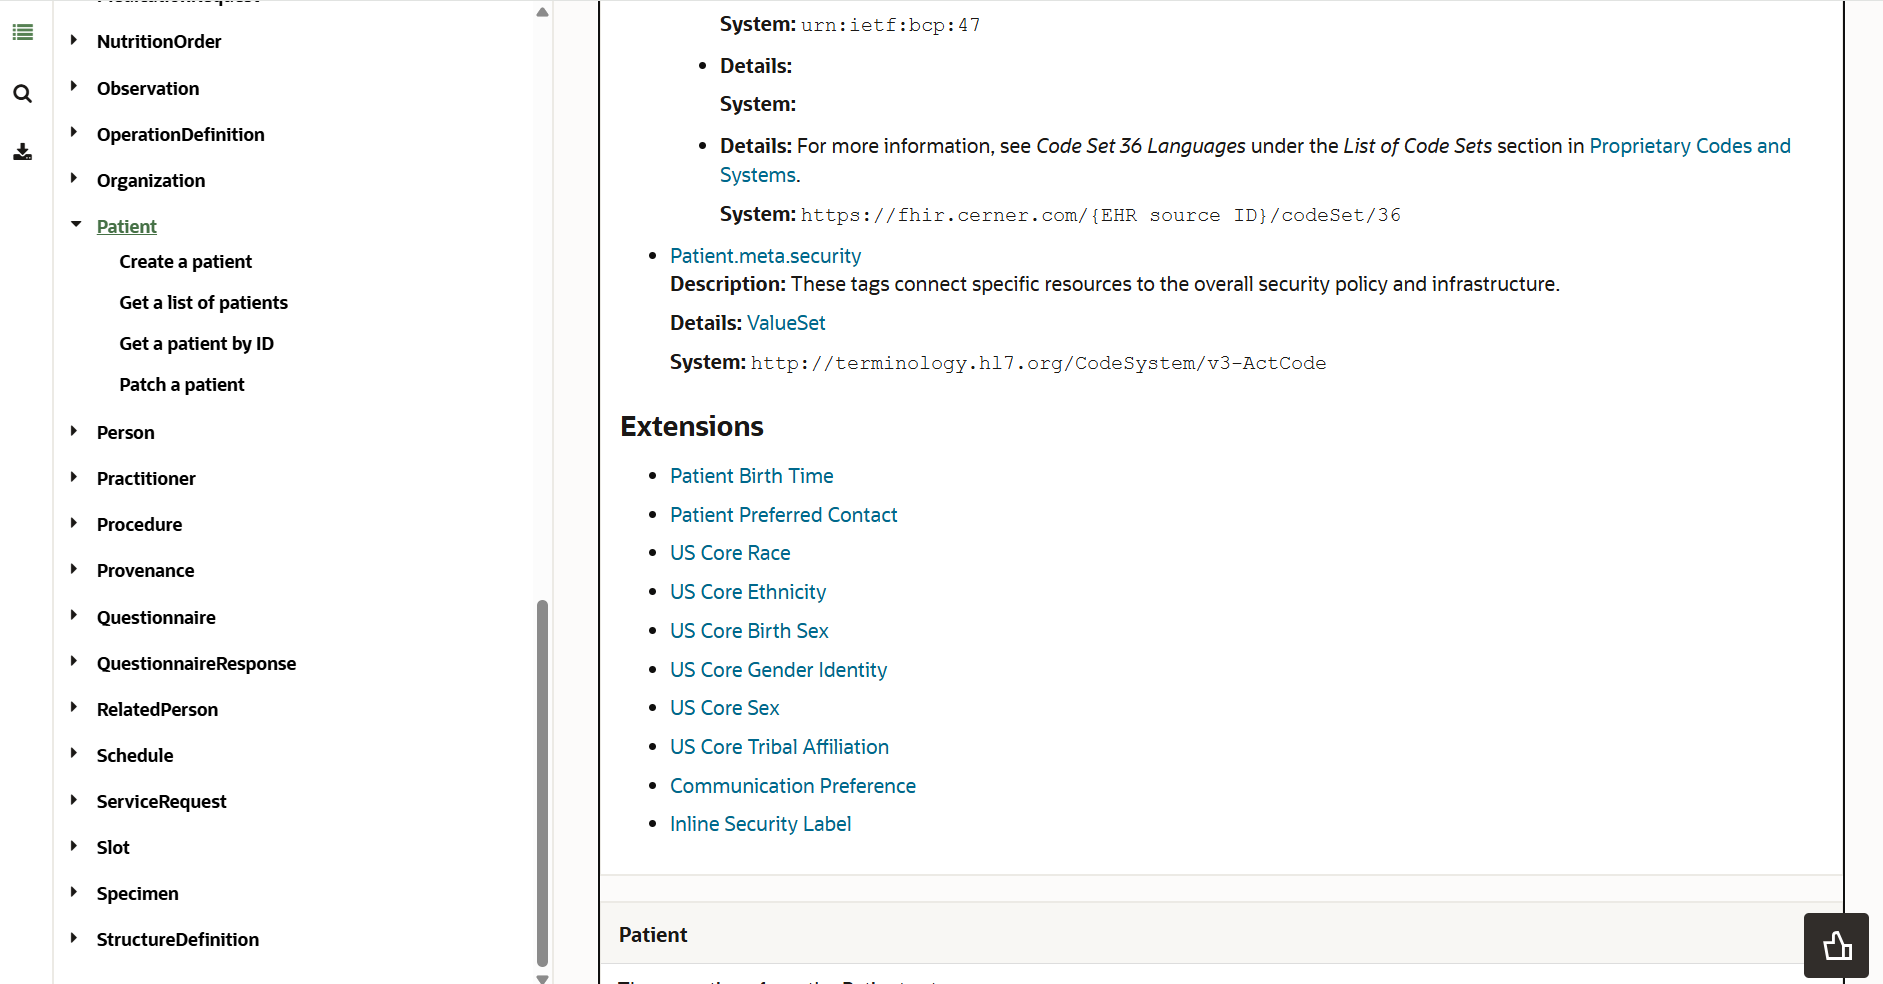 NutritionOrder
Observation
OperationDefinition
Organization
Patient
Create a patient
Get a list of patients
Get a patient by ID
Patch a patient
Person
Practitioner
Procedure
Provenance
Questionnaire
QuestionnaireResponse
RelatedPerson
Schedule
ServiceRequest
Slot
Specimen
StructureDefinition
System: urn:ietf:bcp:47
Details:
System:
Details: For more information, see Code Set 36 Languages under the List of Code Sets section in Proprietary Codes and
Systems.
System: https://fhir.cerner.com/{EHR source ID}/codeSet/36
Patient.meta.security
Description: These tags connect specific resources to the overall security policy and infrastructure.
Details: ValueSet
System: http://terminology.hl7.org/CodeSystem/v3-ActCode
Extensions
Patient Birth Time
Patient Preferred Contact
US Core Race
US Core Ethnicity
US Core Birth Sex
US Core Gender Identity
US Core Sex
US Core Tribal Affiliation
Communication Preference
Inline Security Label
Patient